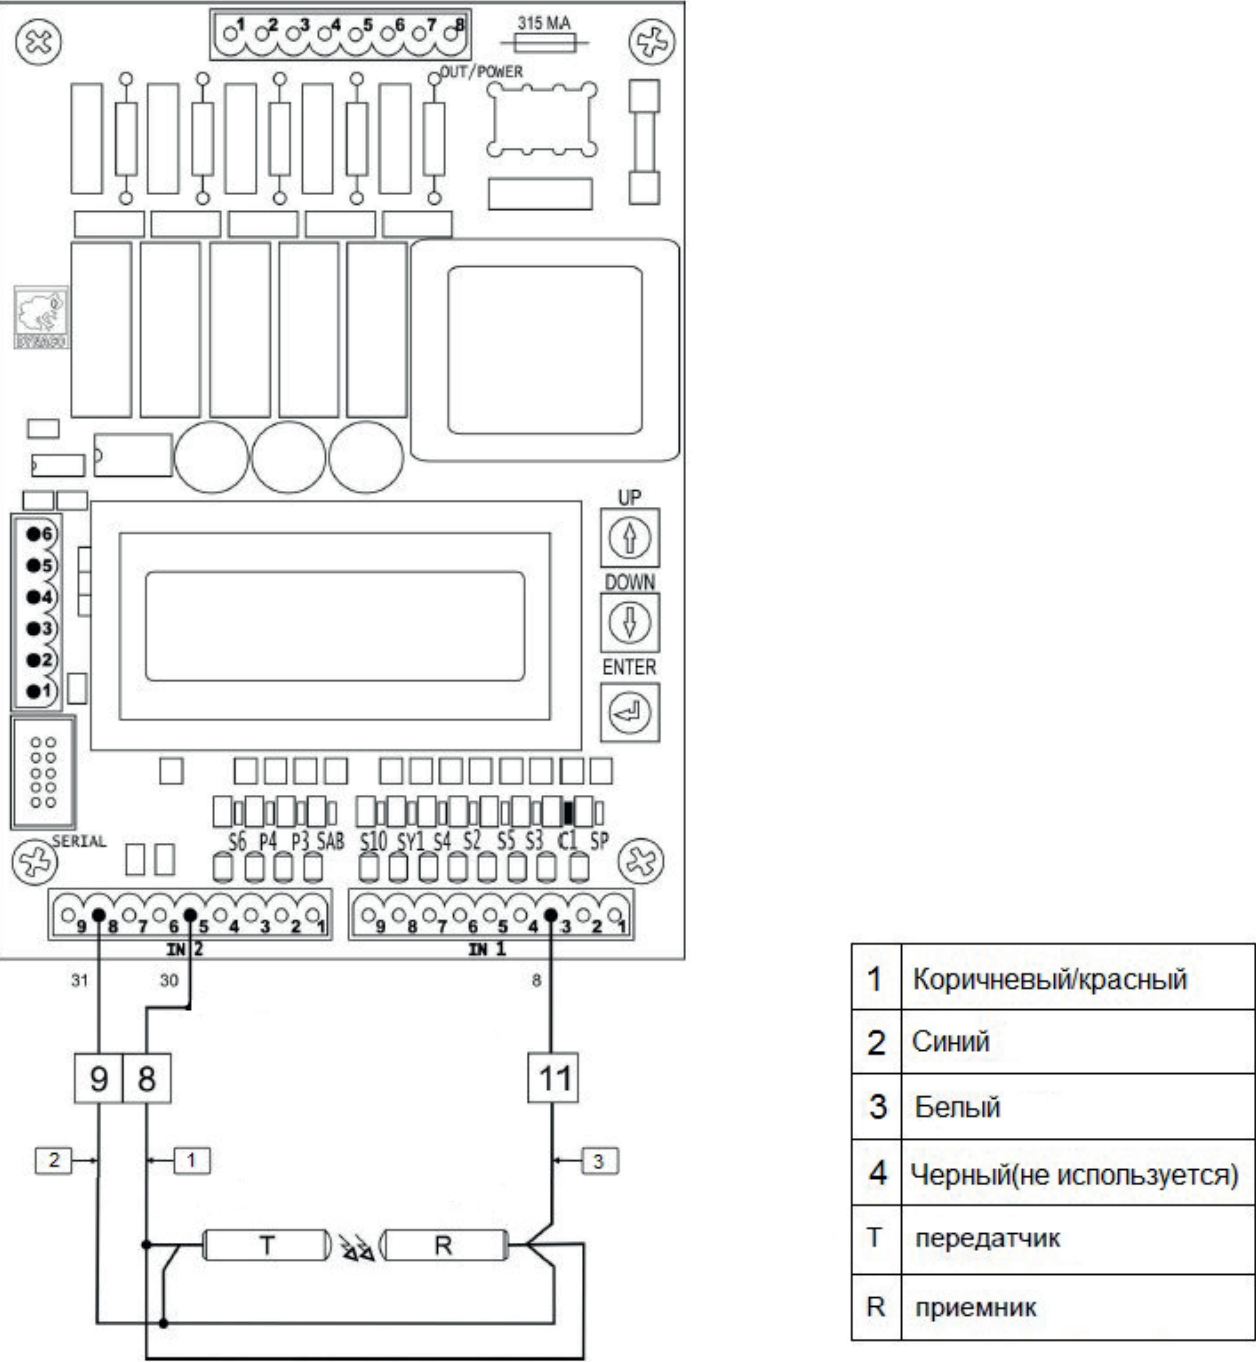 1 2 3 4 5 6 7 8
315 MA
OUT/POWER
DYNACO
UP
6
5
DOWN
4
3
2
ENTER
1
SERIAL
S6 P4 P3 SAB S10 SY1 S4 S2 S5 S3 C1 SP
9 8 7 6 5 4 3 2 1
9 8 7 6 5 4 3 2 1
IN 2
IN 1
31
30
8
9 8
11
2
1
3
T
R
1 Коричневый/красный
2 Синий
3 Белый
4 Черный(не используется)
T передатчик
R приемник